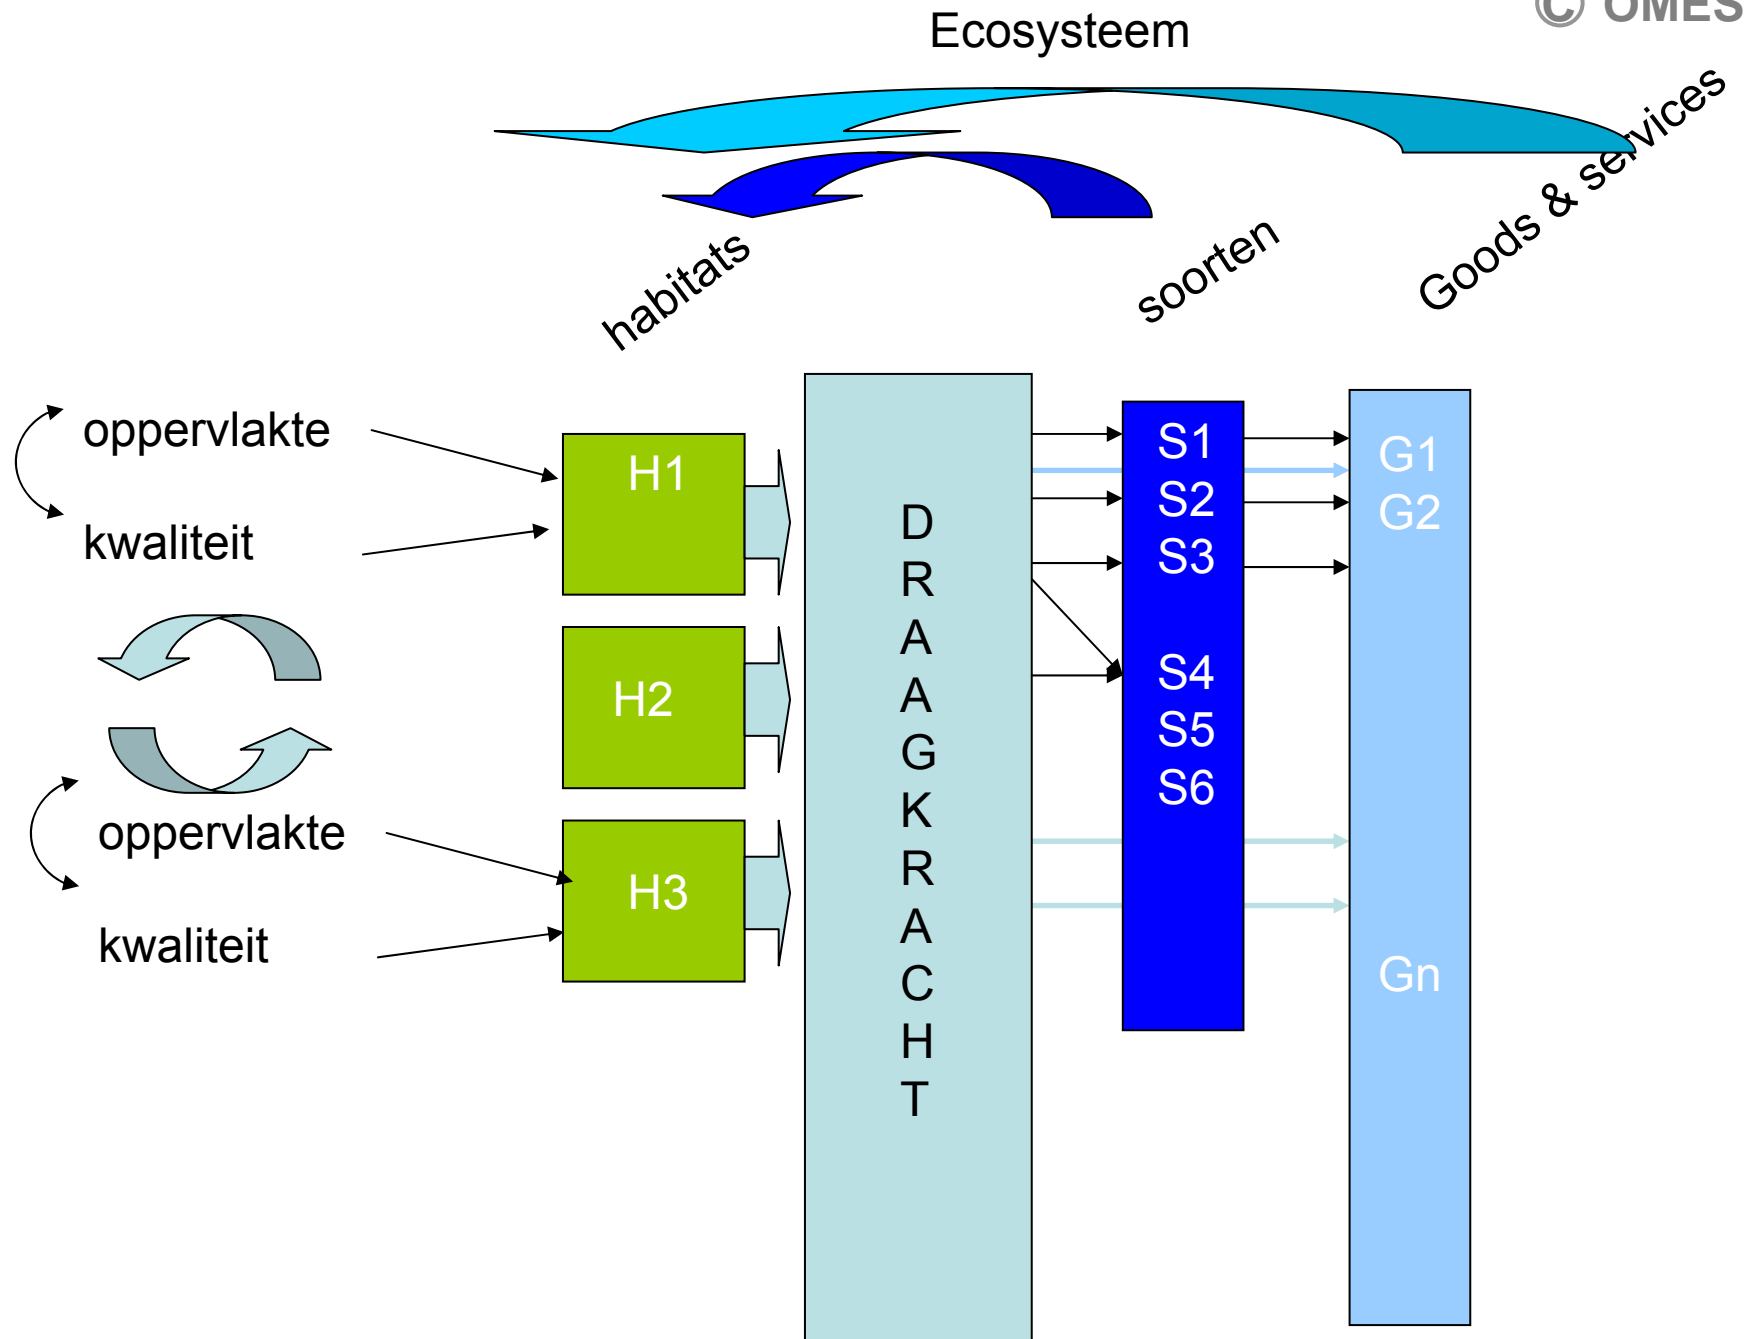 © OMES
Ecosysteem
habitats
soorten
Goods & services
oppervlakte
kwaliteit
oppervlakte
kwaliteit
H1
H2
H3
D
R
A
A
G
K
R
A
C
H
T
S1
S2
S3
S4
S5
S6
G1
G2
Gn